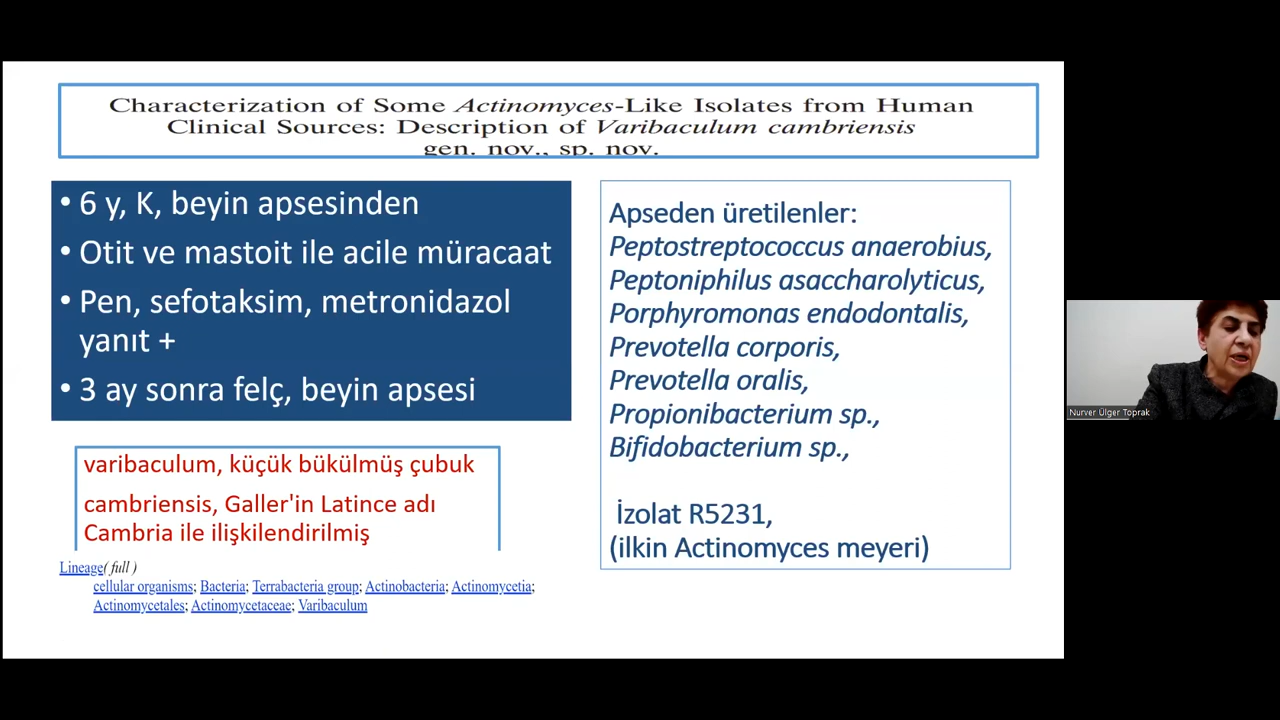 Characterization of Some Actinomyces-Like Isolates from Human
Clinical Sources: Description of Varibaculum cambriensis
gen. nov., sp. nov.
• 6 y, K, beyin apsesinden
• Otit ve mastoit ile acile müracaat
• Pen, sefotaksim, metronidazol
yanıt +
• 3 ay sonra felç, beyin apsesi
varibaculum, küçük bükülmüş çubuk
cambriensis, Galler'in Latince adı
Cambria ile ilişkilendirilmiş
Lineage( full )
cellular organisms; Bacteria; Terrabacteria group; Actinobacteria; Actinomycetia;
Actinomycetales; Actinomycetaceae; Varibaculum
Apseden üretilenler:
Peptostreptococcus anaerobius,
Peptoniphilus asaccharolyticus,
Porphyromonas endodontalis,
Prevotella corporis,
Prevotella oralis,
Propionibacterium sp.,
Bifidobacterium sp.,
İzolat R5231,
(ilkin Actinomyces meyeri)
Nurver Ülger Toprak